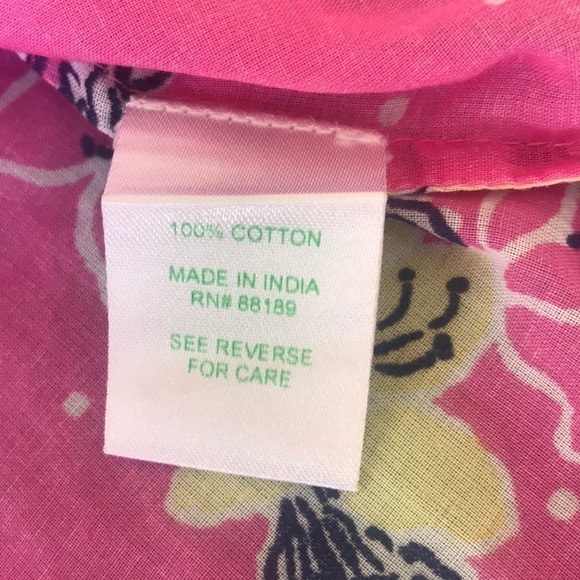 100% COTTON
MADE IN INDIA
RN# 88189
SEE REVERSE
FOR CARE